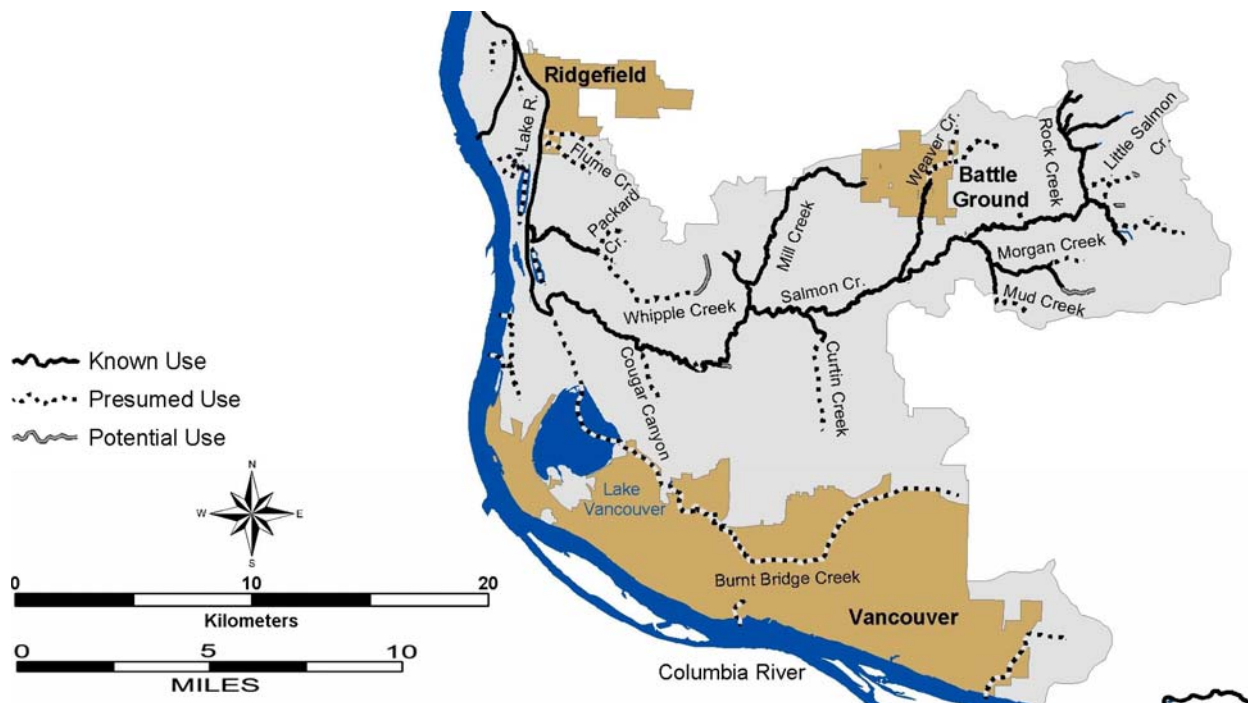 Ridgefield
Lake R.
Flume Cr.
Packard
Cr.
Weaver Cr.
Battle
Ground
Rock Creek
Little Salmon
Cr.
Mill Creek
Morgan Creek
Salmon Cr.
Mud Creek
Whipple Creek
Cougar Canyon
Curtin Creek
Known Use
Presumed Use
Potential Use
N
W
E
S
Lake
Vancouver
Burnt Bridge Creek
Vancouver
Columbia River
0 10 20
Kilometers
0 5 10
MILES